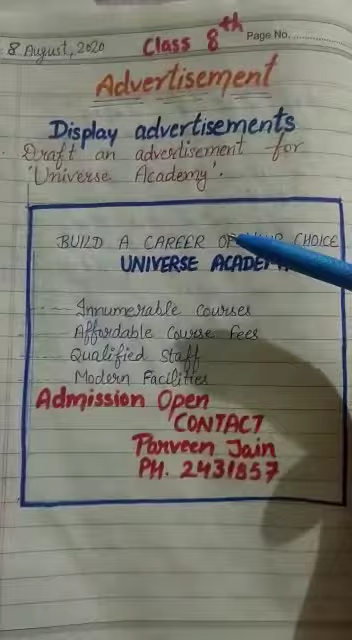 8 August, 2020
Class 8th
Page No.
Advertisement
Display advertisements
Draft an advertisement for
'Universe Academy'.
BUILD A CAREER CHOICE
UNIVERSE
Innumerable courses
Affordable Course fees
Qualified staff
Modern Facilities
Admission Open
CONTACT
Parveen Jain
PH. 2431857